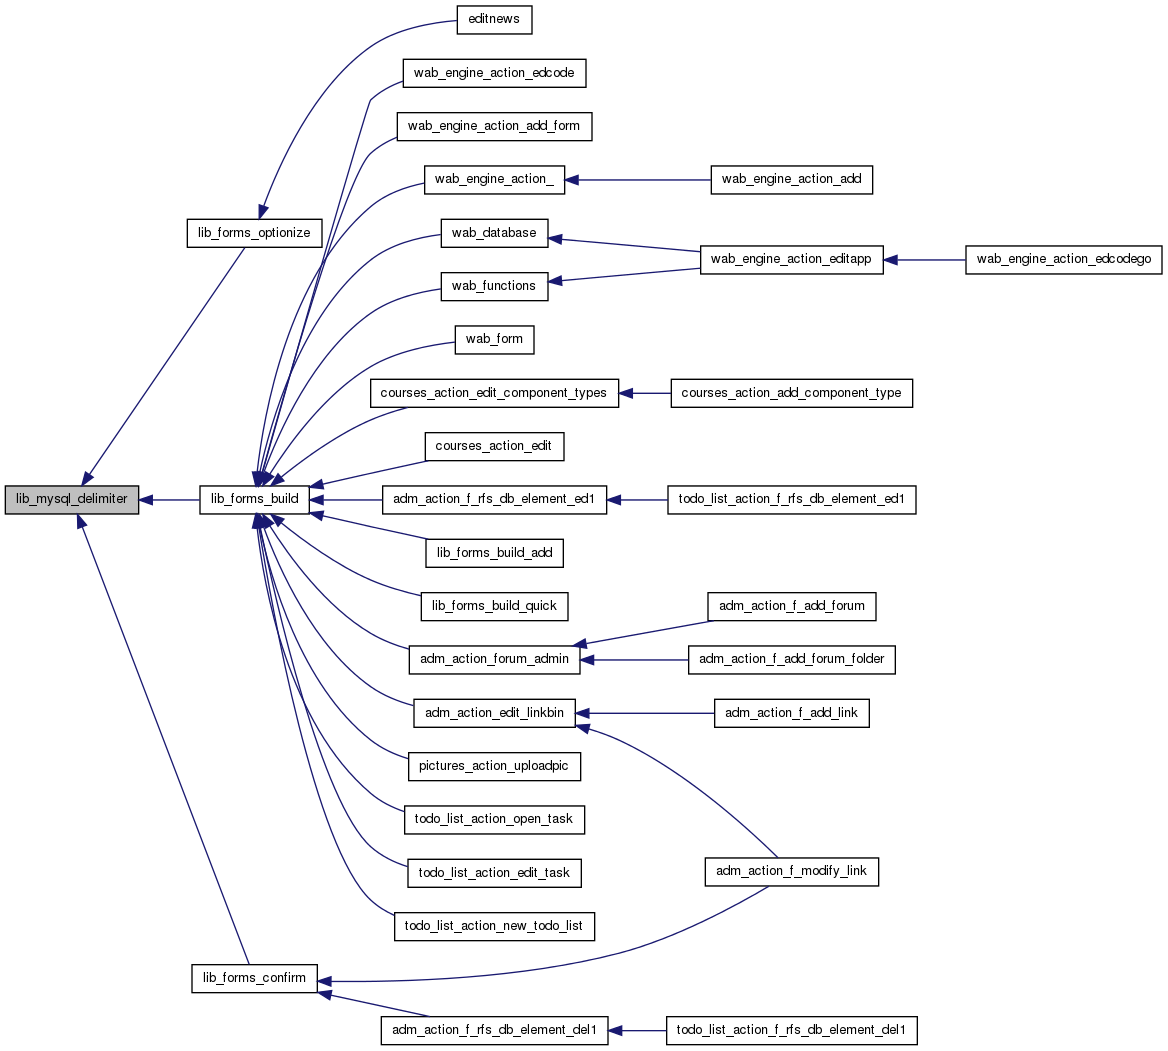 editnews
wab_engine_action_edcode
wab_engine_action_add_form
wab_engine_action_
wab_engine_action_add
lib_forms_optionize
wab_database
wab_engine_action_editapp
wab_engine_action_edcodego
wab_functions
wab_form
courses_action_edit_component_types
courses_action_add_component_type
courses_action_edit
lib_mysql_delimiter
lib_forms_build
adm_action_f_rfs_db_element_ed1
todo_list_action_f_rfs_db_element_ed1
lib_forms_build_add
lib_forms_build_quick
adm_action_f_add_forum
adm_action_forum_admin
adm_action_f_add_forum_folder
adm_action_edit_linkbin
adm_action_f_add_link
pictures_action_uploadpic
todo_list_action_open_task
todo_list_action_edit_task
adm_action_f_modify_link
todo_list_action_new_todo_list
lib_forms_confirm
adm_action_f_rfs_db_element_del1
todo_list_action_f_rfs_db_element_del1